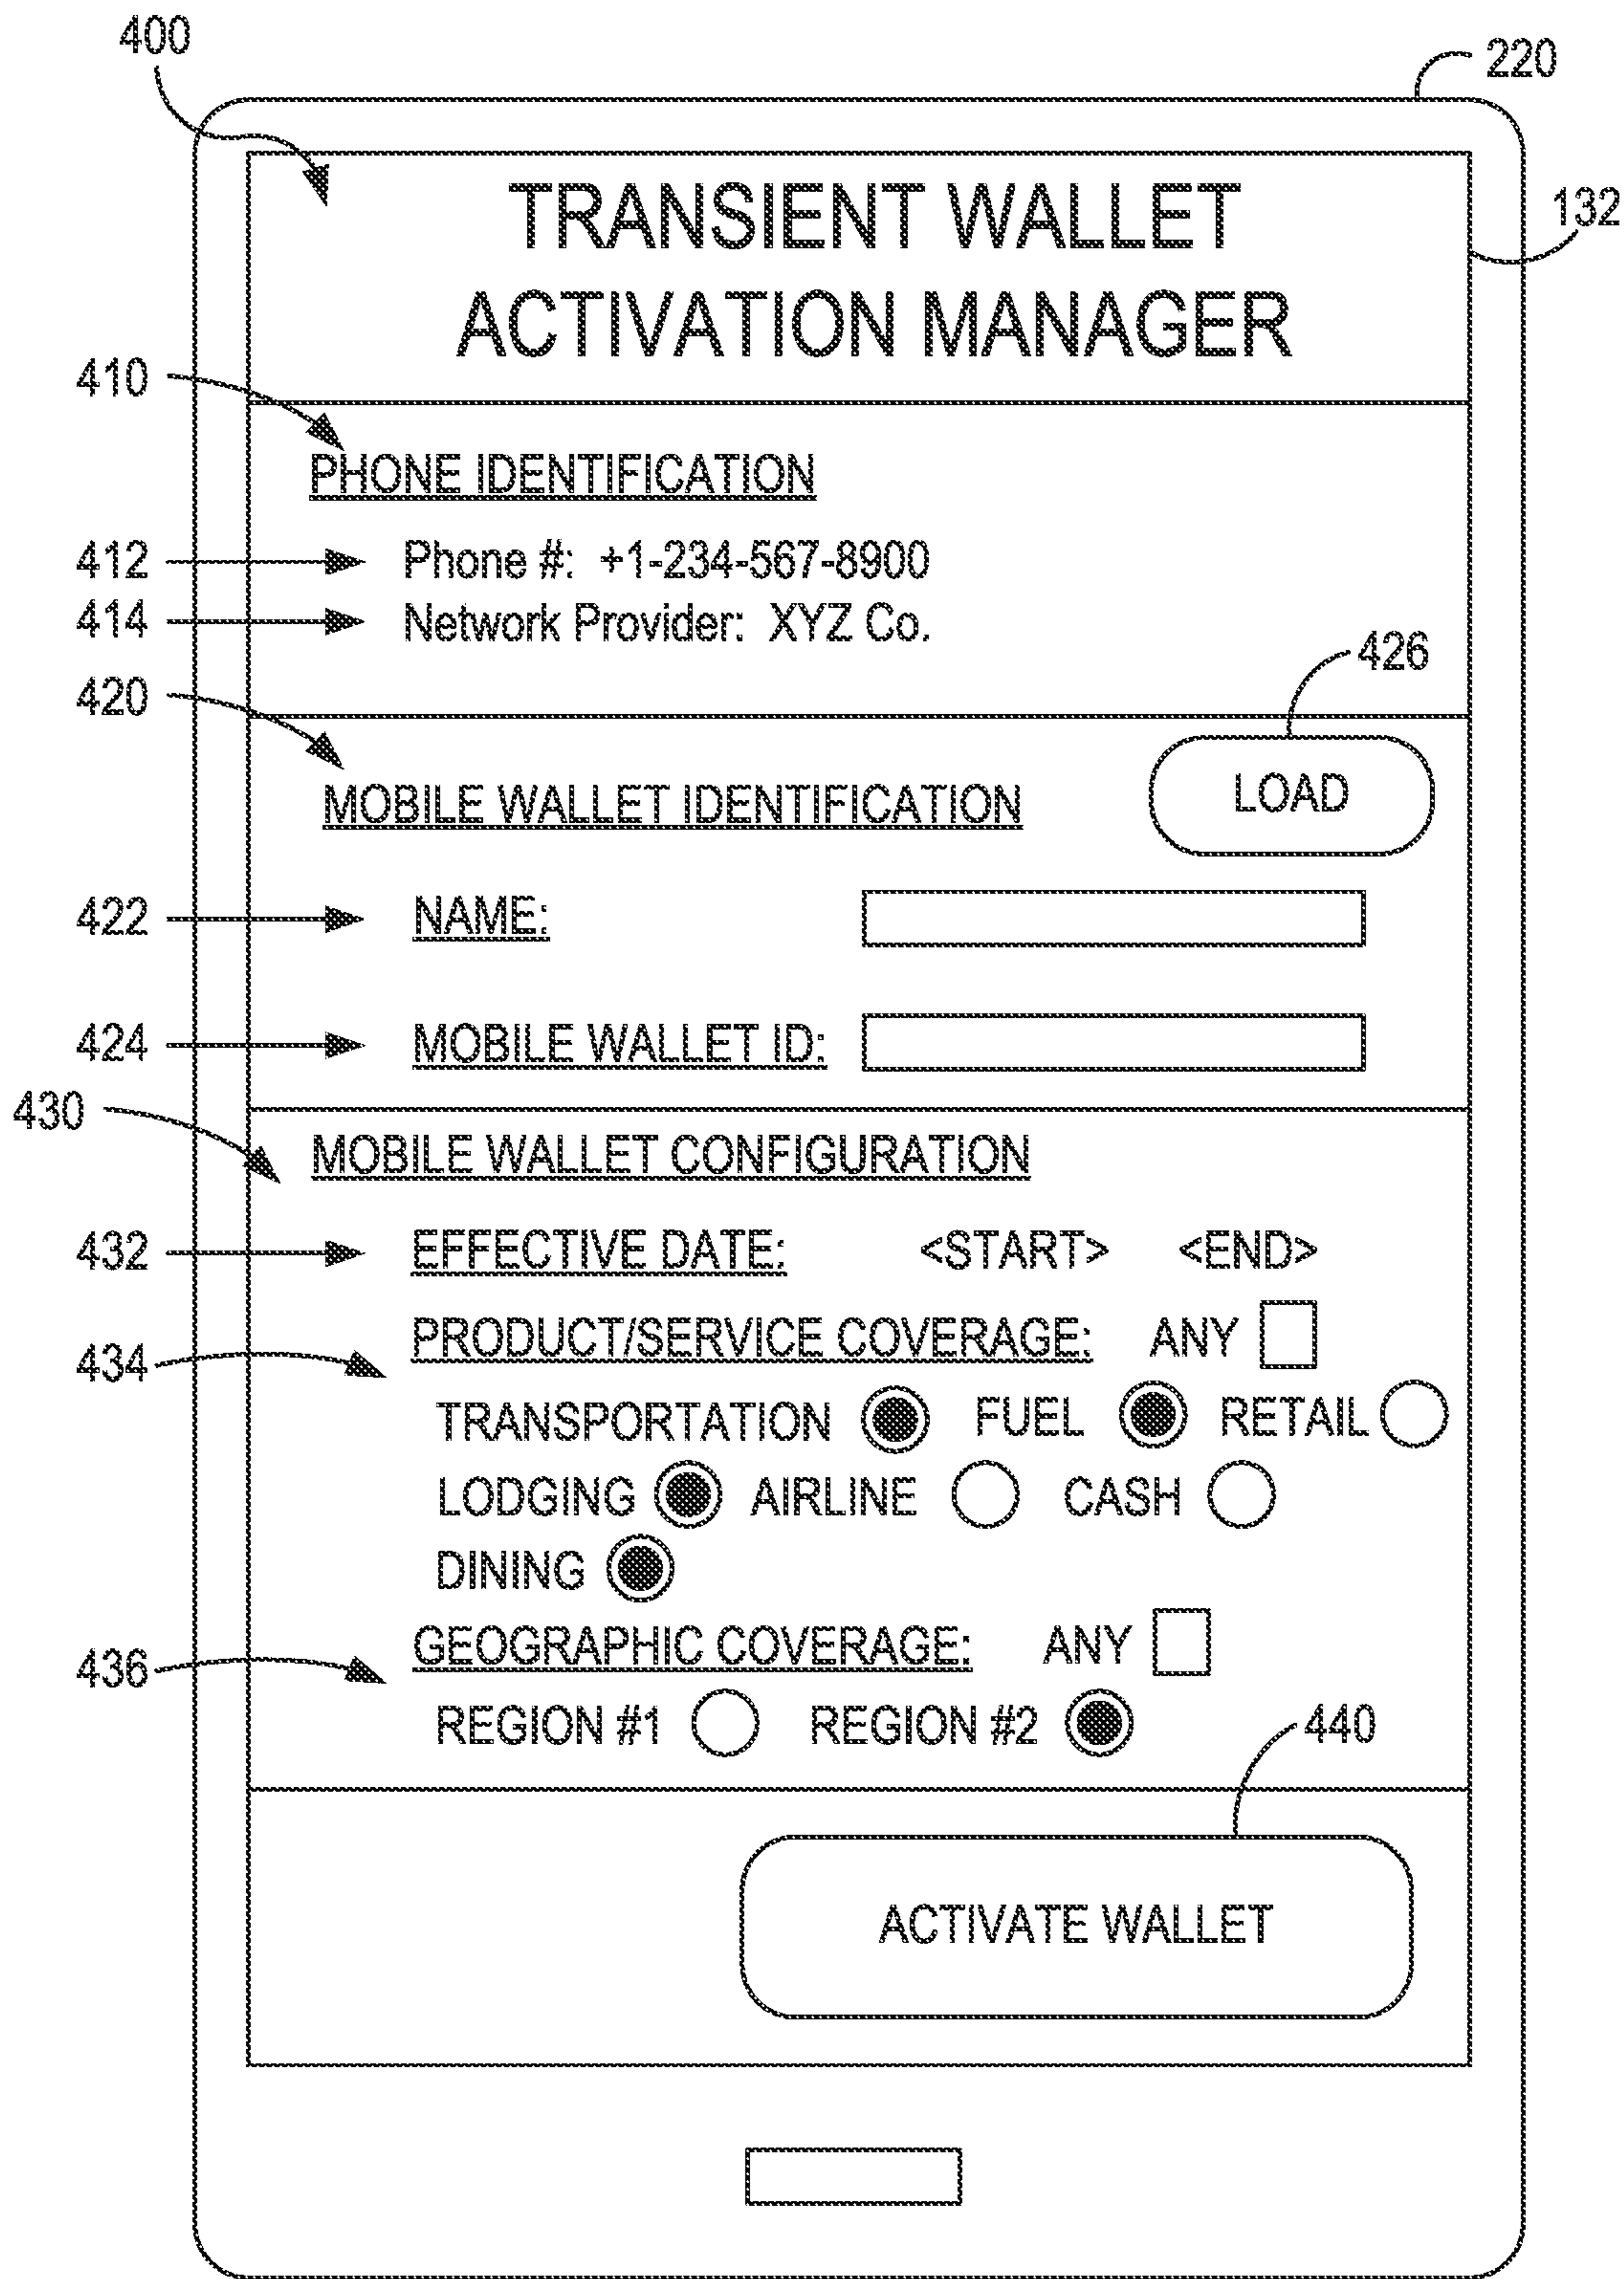 400
220
TRANSIENT WALLET
132
ACTIVATION MANAGER
410
PHONE IDENTIFICATION
412 Phone #: +1-234-567-8900
414 Network Provider: XYZ Co.
426
420
MOBILE WALLET IDENTIFICATION LOAD
422 NAME:
424 MOBILE WALLET ID:
430
MOBILE WALLET CONFIGURATION
432 EFFECTIVE DATE: <START> <END>
PRODUCT/SERVICE COVERAGE: ANY
434
TRANSPORTATION FUEL RETAIL
LODGING AIRLINE CASH
DINING
GEOGRAPHIC COVERAGE: ANY
436
REGION #1 REGION #2
440
ACTIVATE WALLET